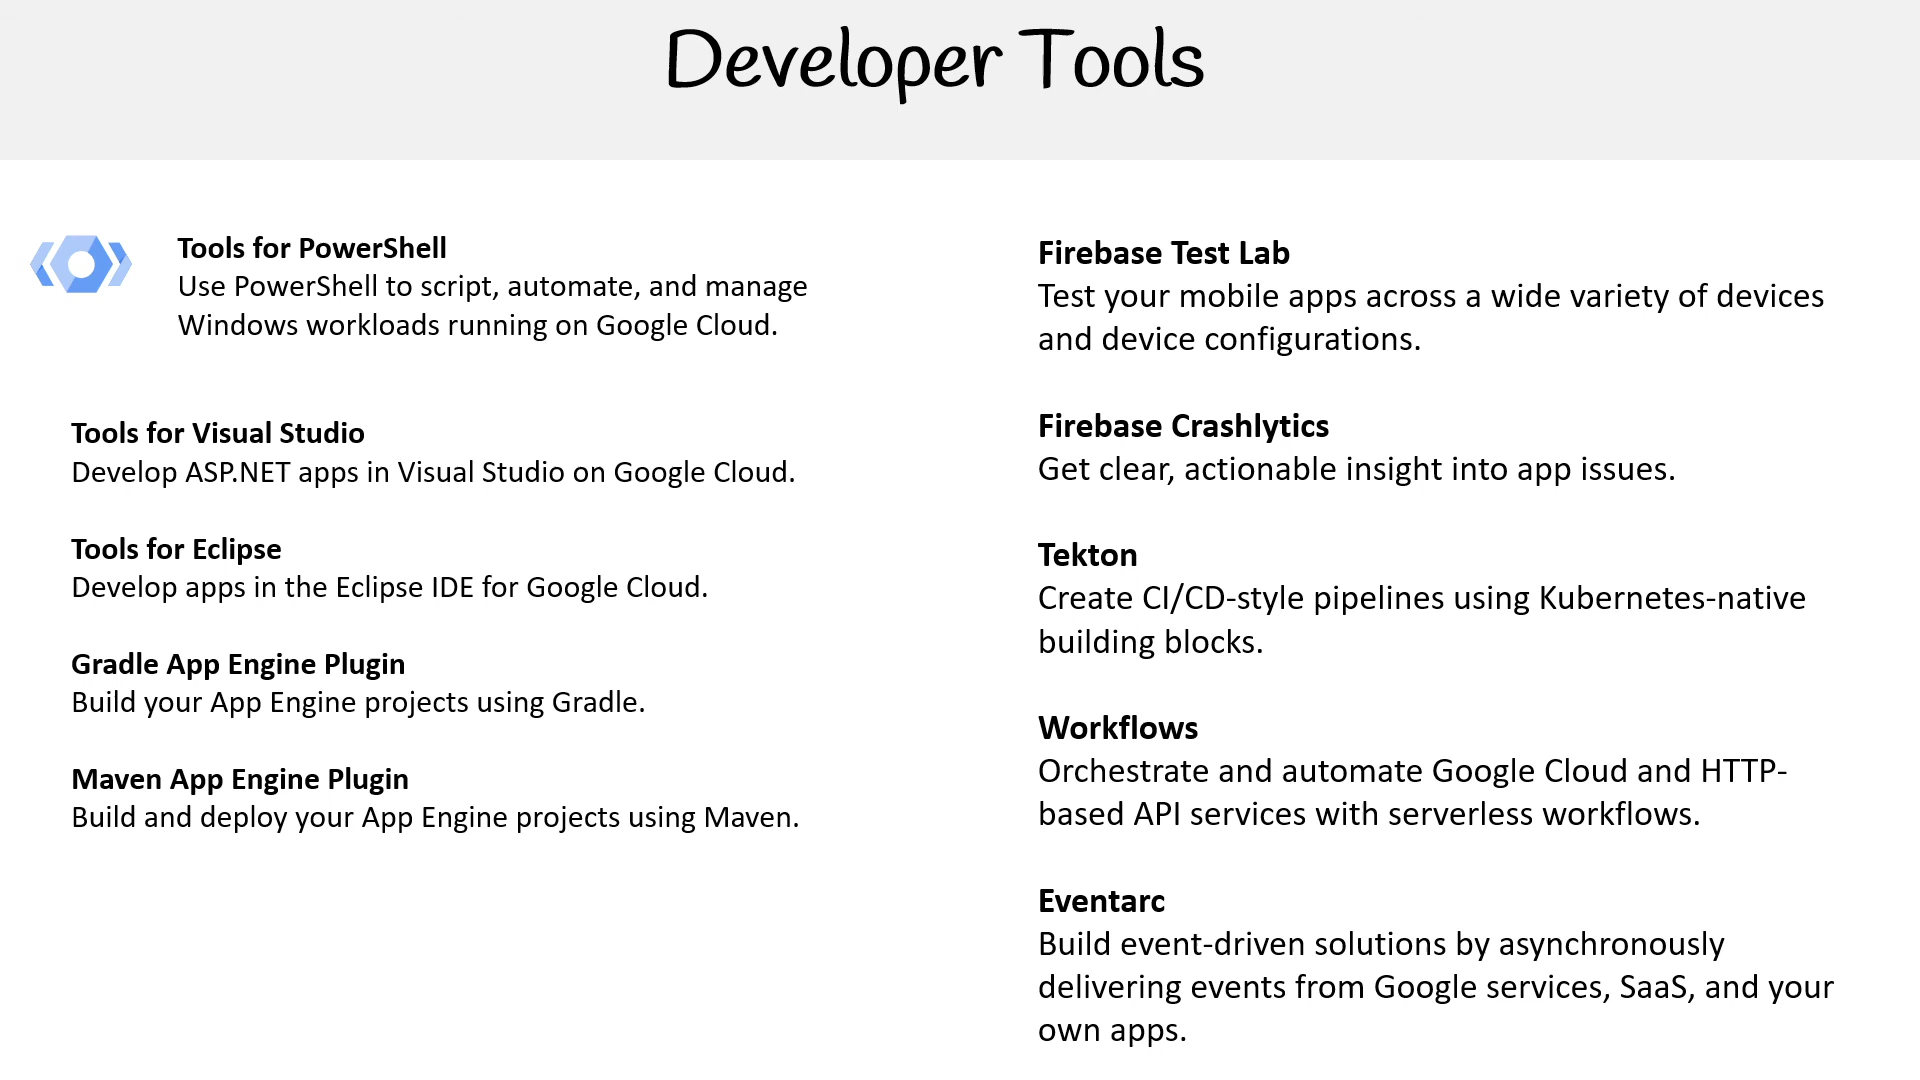 Developer Tools
Tools for PowerShell
Use PowerShell to script, automate, and manage
Windows workloads running on Google Cloud.
Tools for Visual Studio
Develop ASP.NET apps in Visual Studio on Google Cloud.
Tools for Eclipse
Develop apps in the Eclipse IDE for Google Cloud.
Gradle App Engine Plugin
Build your App Engine projects using Gradle.
Maven App Engine Plugin
Build and deploy your App Engine projects using Maven.
Firebase Test Lab
Test your mobile apps across a wide variety of devices
and device configurations.
Firebase Crashlytics
Get clear, actionable insight into app issues.
Tekton
Create CI/CD-style pipelines using Kubernetes-native
building blocks.
Workflows
Orchestrate and automate Google Cloud and HTTP-
based API services with serverless workflows.
Eventarc
Build event-driven solutions by asynchronously
delivering events from Google services, SaaS, and your
own apps.